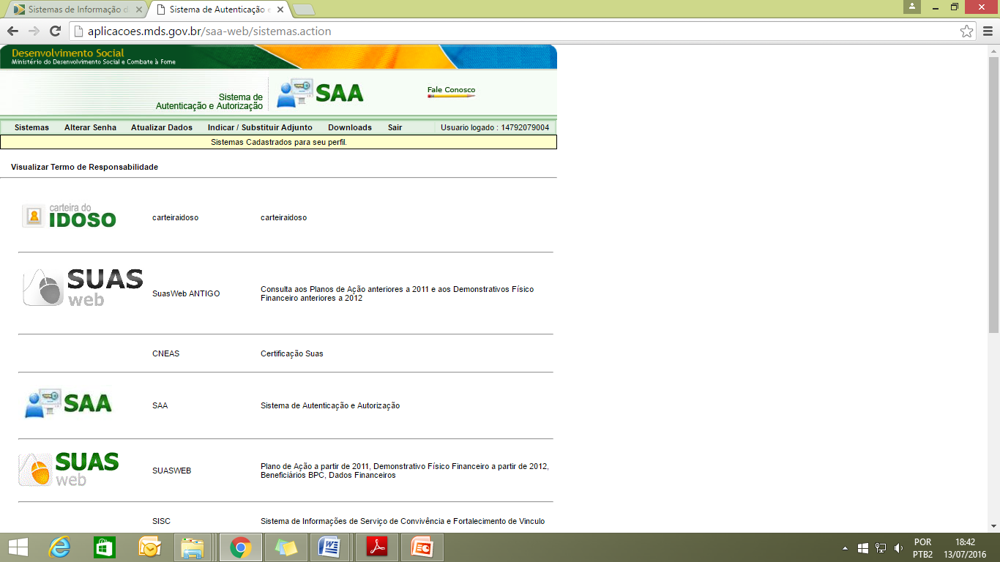 Sistemas de Informação d
Sistema de Autenticação e
aplicacoes.mds.gov.br/saa-web/sistemas.action
Desenvolvimento Social
Ministério do Desenvolvimento Social e Combate à Fome
Sistema de
Autenticação e Autorização
SAA
Fale Conosco
Sistemas Alterar Senha Atualizar Dados Indicar / Substituir Adjunto Downloads Sair Usuario logado : 14792079004
Sistemas Cadastrados para seu perfil.
Visualizar Termo de Responsabilidade
carteira do
IDOSO
carteiraidoso carteiraidoso
SUAS
web
SuasWeb ANTIGO
Consulta aos Planos de Ação anteriores a 2011 e aos Demonstrativos Físico
Financeiro anteriores a 2012
CNEAS Certificação Suas
SAA
SAA Sistema de Autenticação e Autorização
SUAS
web
SUASWEB
Plano de Ação a partir de 2011, Demonstrativo Físico Financeiro a partir de 2012,
Beneficiários BPC, Dados Financeiros
SISC Sistema de Informações de Serviço de Convivência e Fortalecimento de Vinculo
POR 18:42
PTB2 13/07/2016